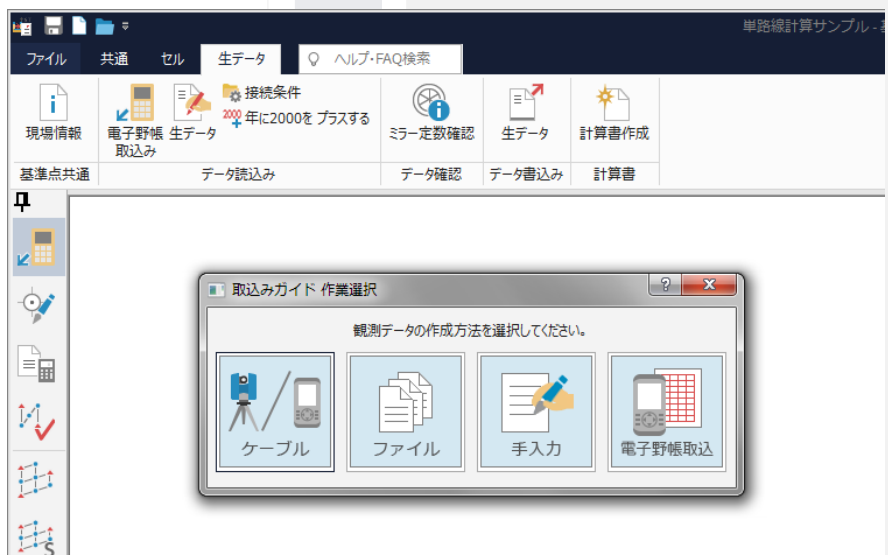 単路線計算サンプル -
ファイル 共通 セル 生データ ヘルプ・FAQ検索
接続条件
2000 年に2000を プラスする
現場情報 電子野帳 取込み 生データ ミラー定数確認 生データ 計算書作成
基準点共通 データ読込み データ確認 データ書込み 計算書
取込みガイド 作業選択
観測データの作成方法を選択してください。
ケーブル ファイル 手入力 電子野帳取込
S